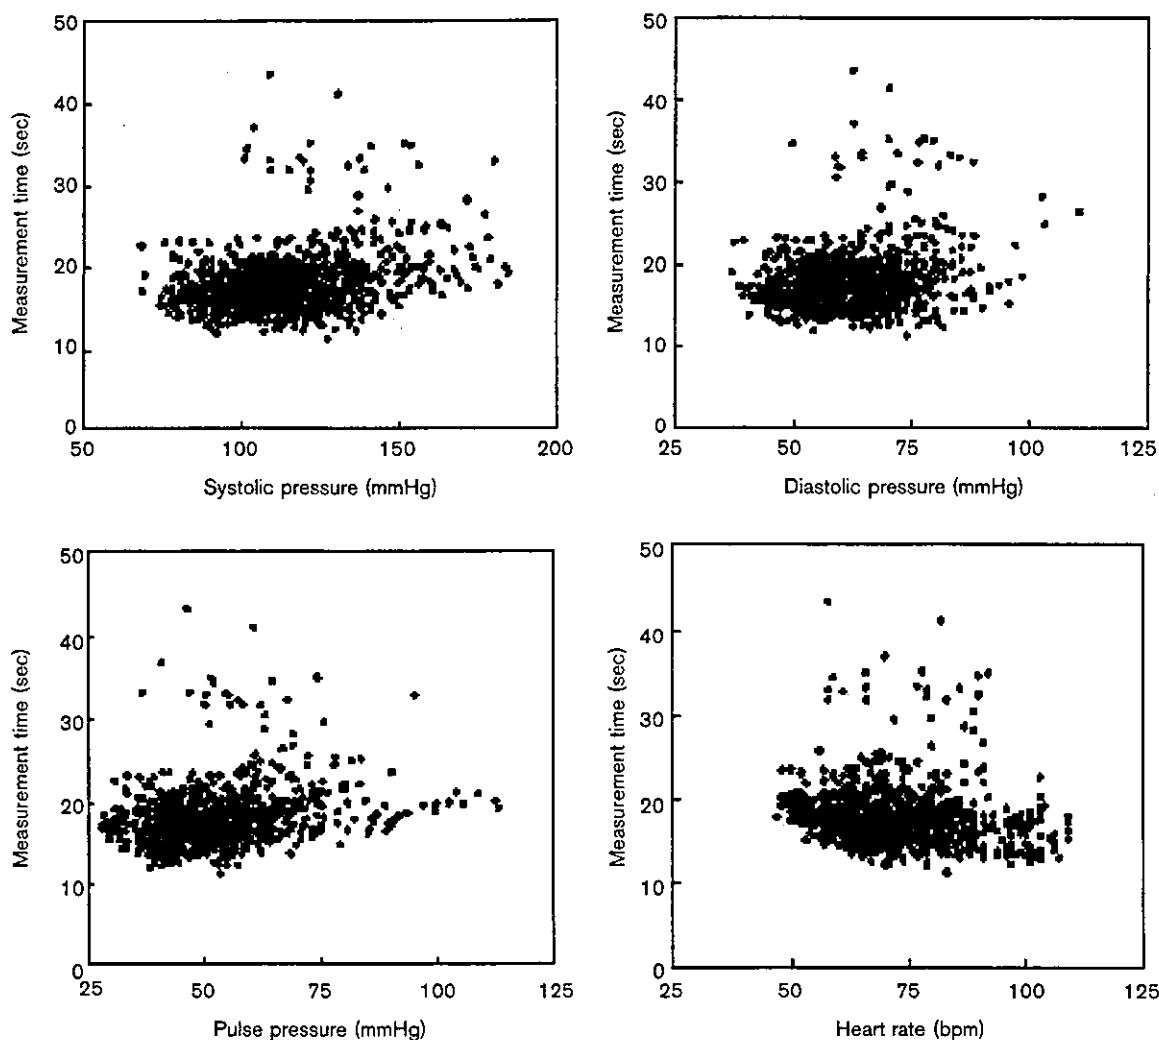 50
40
30
20
10
0
Measurement time (sec)
50 100 150 200
Systolic pressure (mmHg)
50
40
30
20
10
0
Measurement time (sec)
25 50 75 100 125
Diastolic pressure (mmHg)
50
40
30
20
10
0
Measurement time (sec)
25 50 75 100 125
Pulse pressure (mmHg)
50
40
30
20
10
0
Measurement time (sec)
25 50 75 100 125
Heart rate (bpm)